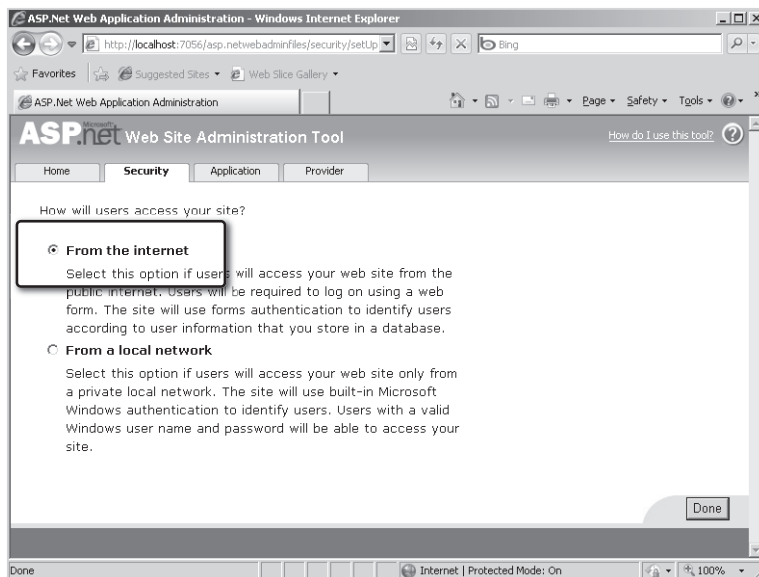 ASP.Net Web Application Administration - Windows Internet Explorer
http://localhost:7056/asp.netwebadminfiles/security/setUp
Bing
Favorites
Suggested Sites
Web Slice Gallery
ASP.Net Web Application Administration
Page
Safety
Tools
Microsoft
ASP.net Web Site Administration Tool
How do I use this tool?
?
Home
Security
Application
Provider
How will users access your site?
From the internet
Select this option if users will access your web site from the
public internet. Users will be required to log on using a web
form. The site will use forms authentication to identify users
according to user information that you store in a database.
From a local network
Select this option if users will access your web site only from
a private local network. The site will use built-in Microsoft
Windows authentication to identify users. Users with a valid
Windows user name and password will be able to access your
site.
Done
Done
Internet | Protected Mode: On
100%